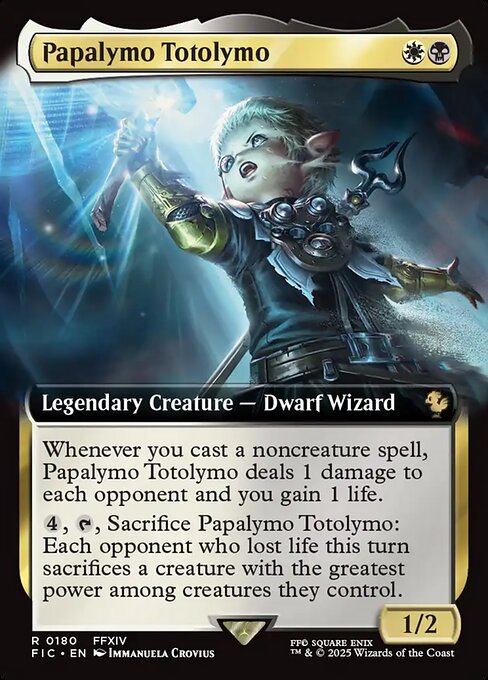 Papalymo Totolymo
Legendary Creature — Dwarf Wizard
Whenever you cast a noncreature spell,
Papalymo Totolymo deals 1 damage to
each opponent and you gain 1 life.
4, , Sacrifice Papalymo Totolymo:
Each opponent who lost life this turn
sacrifices a creature with the greatest
power among creatures they control.
1/2
R 0180 FFXIV
FIC • EN Immanuela Crovius
FF© SQUARE ENIX
™ & © 2025 Wizards of the Coast